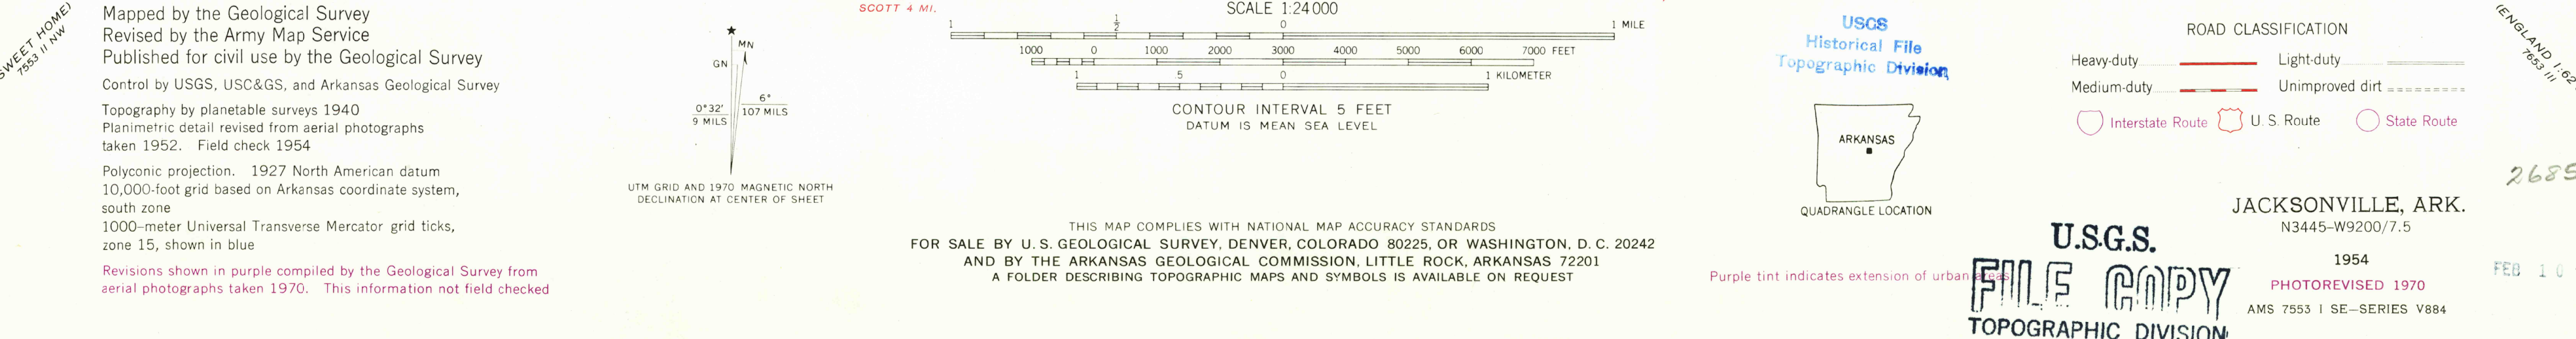 SWEET HOME)
7553 II NW
Mapped by the Geological Survey
Revised by the Army Map Service
Published for civil use by the Geological Survey
Control by USGS, USC&GS, and Arkansas Geological Survey
Topography by planetable surveys 1940
Planimetric detail revised from aerial photographs
taken 1952. Field check 1954
Polyconic projection. 1927 North American datum
10,000-foot grid based on Arkansas coordinate system,
south zone
1000-meter Universal Transverse Mercator grid ticks,
zone 15, shown in blue
Revisions shown in purple compiled by the Geological Survey from
aerial photographs taken 1970. This information not field checked
MN
GN
0°32'
9 MILS
6°
107 MILS
UTM GRID AND 1970 MAGNETIC NORTH
DECLINATION AT CENTER OF SHEET
SCOTT 4 MI.
SCALE 1:24 000
1 ½ 0 1 MILE
1000 0 1000 2000 3000 4000 5000 6000 7000 FEET
1 .5 0 1 KILOMETER
CONTOUR INTERVAL 5 FEET
DATUM IS MEAN SEA LEVEL
THIS MAP COMPLIES WITH NATIONAL MAP ACCURACY STANDARDS
FOR SALE BY U. S. GEOLOGICAL SURVEY, DENVER, COLORADO 80225, OR WASHINGTON, D. C. 20242
AND BY THE ARKANSAS GEOLOGICAL COMMISSION, LITTLE ROCK, ARKANSAS 72201
A FOLDER DESCRIBING TOPOGRAPHIC MAPS AND SYMBOLS IS AVAILABLE ON REQUEST
USGS
Historical File
Topographic Division
ARKANSAS
QUADRANGLE LOCATION
Purple tint indicates extension of urban areas
U.S.G.S.
FILE COPY
TOPOGRAPHIC DIVISION
ROAD CLASSIFICATION
Heavy-duty Light-duty
Medium-duty Unimproved dirt
Interstate Route U. S. Route State Route
(ENGLAND 1:62
7653 III
2685
JACKSONVILLE, ARK.
N3445-W9200/7.5
1954
PHOTOREVISED 1970
AMS 7553 I SE-SERIES V884
FEB 10